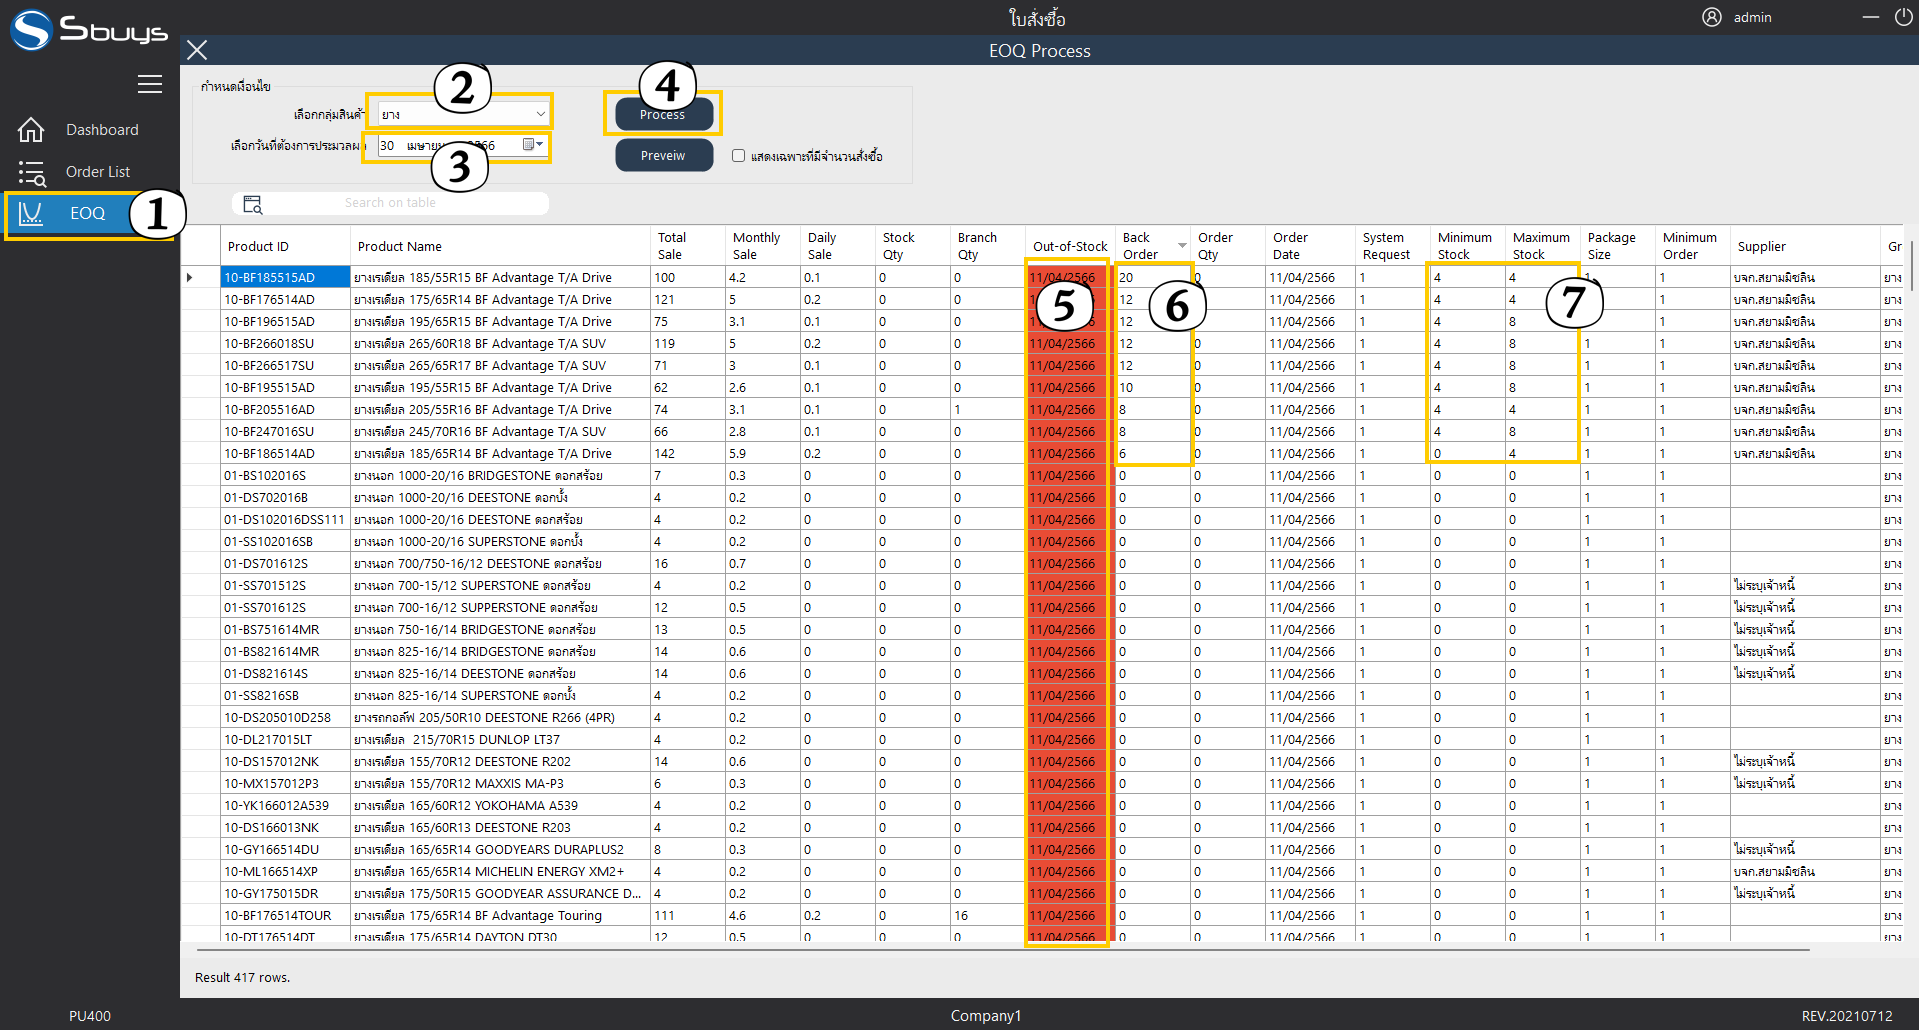 Sbuys
ใบสั่งซื้อ
admin
EOQ Process
Dashboard
Order List
EOQ
1
กำหนดเงื่อนไข
เลือกกลุ่มสินค้า
ยาง
2
เลือกวันที่ต้องการประมวลผล
30
2566
3
4
Process
Preveiw
แสดงเฉพาะที่มีจำนวนสั่งซื้อ
Search on table
Product ID Product Name Total Sale Monthly Sale Daily Sale Stock Qty Branch Qty Out-of-Stock Back Order Order Qty Order Date System Request Minimum Stock Maximum Stock Package Size Minimum Order Supplier Gr
10-BF185515AD ยางเรเดียล 185/55R15 BF Advantage T/A Drive 100 4.2 0.1 0 0 11/04/2566 20 0 11/04/2566 1 4 4 1 1 บจก.สยามมิชลิน ยาง
10-BF176514AD ยางเรเดียล 175/65R14 BF Advantage T/A Drive 121 5 0.2 0 0 12 11/04/2566 1 4 4 1 บจก.สยามมิชลิน ยาง
10-BF196515AD ยางเรเดียล 195/65R15 BF Advantage T/A Drive 75 3.1 0.1 0 0 12 11/04/2566 1 4 8 1 บจก.สยามมิชลิน ยาง
10-BF266018SU ยางเรเดียล 265/60R18 BF Advantage T/A SUV 119 5 0.2 0 0 11/04/2566 12 0 11/04/2566 1 4 8 1 1 บจก.สยามมิชลิน ยาง
10-BF266517SU ยางเรเดียล 265/65R17 BF Advantage T/A SUV 71 3 0.1 0 0 11/04/2566 12 0 11/04/2566 1 4 8 1 1 บจก.สยามมิชลิน ยาง
10-BF195515AD ยางเรเดียล 195/55R15 BF Advantage T/A Drive 62 2.6 0.1 0 0 11/04/2566 10 0 11/04/2566 1 4 8 1 1 บจก.สยามมิชลิน ยาง
10-BF205516AD ยางเรเดียล 205/55R16 BF Advantage T/A Drive 74 3.1 0.1 0 1 11/04/2566 8 0 11/04/2566 1 4 4 1 1 บจก.สยามมิชลิน ยาง
10-BF247016SU ยางเรเดียล 245/70R16 BF Advantage T/A SUV 66 2.8 0.1 0 0 11/04/2566 8 0 11/04/2566 1 4 8 1 1 บจก.สยามมิชลิน ยาง
10-BF186514AD ยางเรเดียล 185/65R14 BF Advantage T/A Drive 142 5.9 0.2 0 0 11/04/2566 6 0 11/04/2566 1 0 4 1 1 บจก.สยามมิชลิน ยาง
01-BS102016S ยางนอก 1000-20/16 BRIDGESTONE ดอกสร้อย 7 0.3 0 0 0 11/04/2566 0 0 11/04/2566 1 0 0 1 1 ยาง
01-DS702016B ยางนอก 1000-20/16 DEESTONE ดอกบั้ง 4 0.2 0 0 0 11/04/2566 0 0 11/04/2566 1 0 0 1 1 ยาง
01-DS102016DSS111 ยางนอก 1000-20/16 DEESTONE ดอกสร้อย 4 0.2 0 0 0 11/04/2566 0 0 11/04/2566 1 0 0 1 1 ยาง
01-SS102016SB ยางนอก 1000-20/16 SUPERSTONE ดอกบั้ง 4 0.2 0 0 0 11/04/2566 0 0 11/04/2566 1 0 0 1 1 ยาง
01-DS701612S ยางนอก 700/750-16/12 DEESTONE ดอกสร้อย 16 0.7 0 0 0 11/04/2566 0 0 11/04/2566 1 0 0 1 1 ยาง
01-SS701512S ยางนอก 700-15/12 SUPERSTONE ดอกสร้อย 4 0.2 0 0 0 11/04/2566 0 0 11/04/2566 1 0 0 1 1 ไม่ระบุเจ้าหนี้ ยาง
01-SS701612S ยางนอก 700-16/12 SUPPERSTONE ดอกสร้อย 12 0.5 0 0 0 11/04/2566 0 0 11/04/2566 1 0 0 1 1 ไม่ระบุเจ้าหนี้ ยาง
01-BS751614MR ยางนอก 750-16/14 BRIDGESTONE ดอกสร้อย 13 0.5 0 0 0 11/04/2566 0 0 11/04/2566 1 0 0 1 1 ไม่ระบุเจ้าหนี้ ยาง
01-BS821614MR ยางนอก 825-16/14 BRIDGESTONE ดอกสร้อย 14 0.6 0 0 0 11/04/2566 0 0 11/04/2566 1 0 0 1 1 ไม่ระบุเจ้าหนี้ ยาง
01-DS821614S ยางนอก 825-16/14 DEESTONE ดอกสร้อย 14 0.6 0 0 0 11/04/2566 0 0 11/04/2566 1 0 0 1 1 ไม่ระบุเจ้าหนี้ ยาง
01-SS8216SB ยางนอก 825-16/14 SUPERSTONE ดอกบั้ง 4 0.2 0 0 0 11/04/2566 0 0 11/04/2566 1 0 0 1 1 ยาง
10-DS205010D258 ยางรถกอล์ฟ 205/50R10 DEESTONE R266 (4PR) 4 0.2 0 0 0 11/04/2566 0 0 11/04/2566 1 0 0 1 1 ยาง
10-DL217015LT ยางเรเดียล 215/70R15 DUNLOP LT37 4 0.2 0 0 0 11/04/2566 0 0 11/04/2566 1 0 0 1 1 ยาง
10-DS157012NK ยางเรเดียล 155/70R12 DEESTONE R202 14 0.6 0 0 0 11/04/2566 0 0 11/04/2566 1 0 0 1 1 ไม่ระบุเจ้าหนี้ ยาง
10-MX157012P3 ยางเรเดียล 155/70R12 MAXXIS MA-P3 6 0.3 0 0 0 11/04/2566 0 0 11/04/2566 1 0 0 1 1 ไม่ระบุเจ้าหนี้ ยาง
10-YK166012A539 ยางเรเดียล 165/60R12 YOKOHAMA A539 4 0.2 0 0 0 11/04/2566 0 0 11/04/2566 1 0 0 1 1 ยาง
10-DS166013NK ยางเรเดียล 165/60R13 DEESTONE R203 4 0.2 0 0 0 11/04/2566 0 0 11/04/2566 1 0 0 1 1 ยาง
10-GY166514DU ยางเรเดียล 165/65R14 GOODYEARS DURAPLUS2 8 0.3 0 0 0 11/04/2566 0 0 11/04/2566 1 0 0 1 1 ไม่ระบุเจ้าหนี้ ยาง
10-ML166514XP ยางเรเดียล 165/65R14 MICHELIN ENERGY XM2+ 4 0.2 0 0 0 11/04/2566 0 0 11/04/2566 1 0 0 1 1 บจก.สยามมิชลิน ยาง
10-GY175015DR ยางเรเดียล 175/50R15 GOODYEAR ASSURANCE D... 4 0.2 0 0 0 11/04/2566 0 0 11/04/2566 1 0 0 1 1 ไม่ระบุเจ้าหนี้ ยาง
10-BF176514TOUR ยางเรเดียล 175/65R14 BF Advantage Touring 111 4.6 0.2 0 16 11/04/2566 0 0 11/04/2566 1 0 0 1 1 ยาง
10-DT176514DT ยางเรเดียล 175/65R14 DAYTON DT30 12 0.5 0 0 0 11/04/2566 0 0 11/04/2566 1 0 0 1 1 ยาง
5
6
7
Result 417 rows.
PU400
Company1
REV.20210712